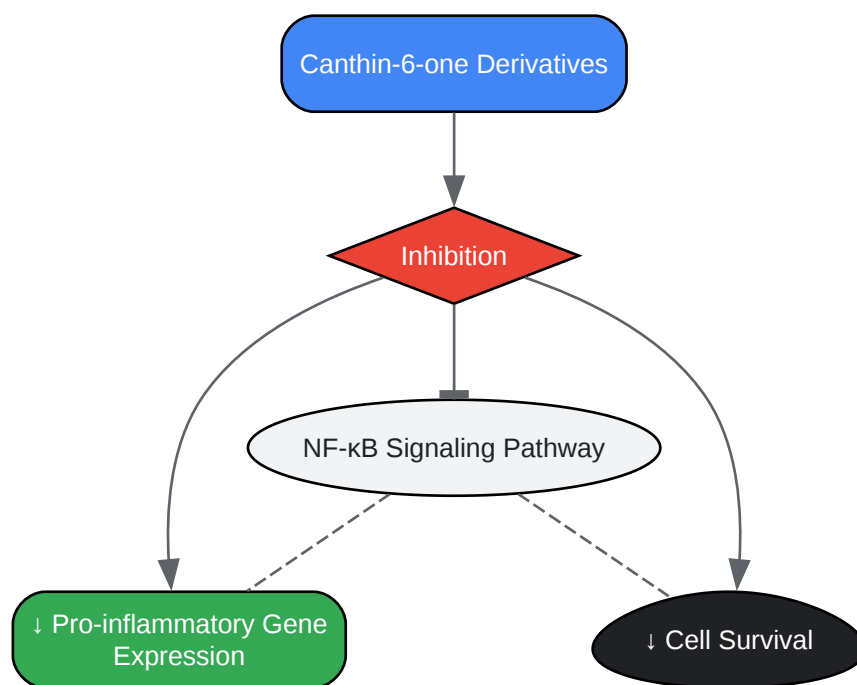 Canthin-6-one Derivatives
Inhibition
NF-κB Signaling Pathway
↓ Pro-inflammatory Gene
Expression
↓ Cell Survival